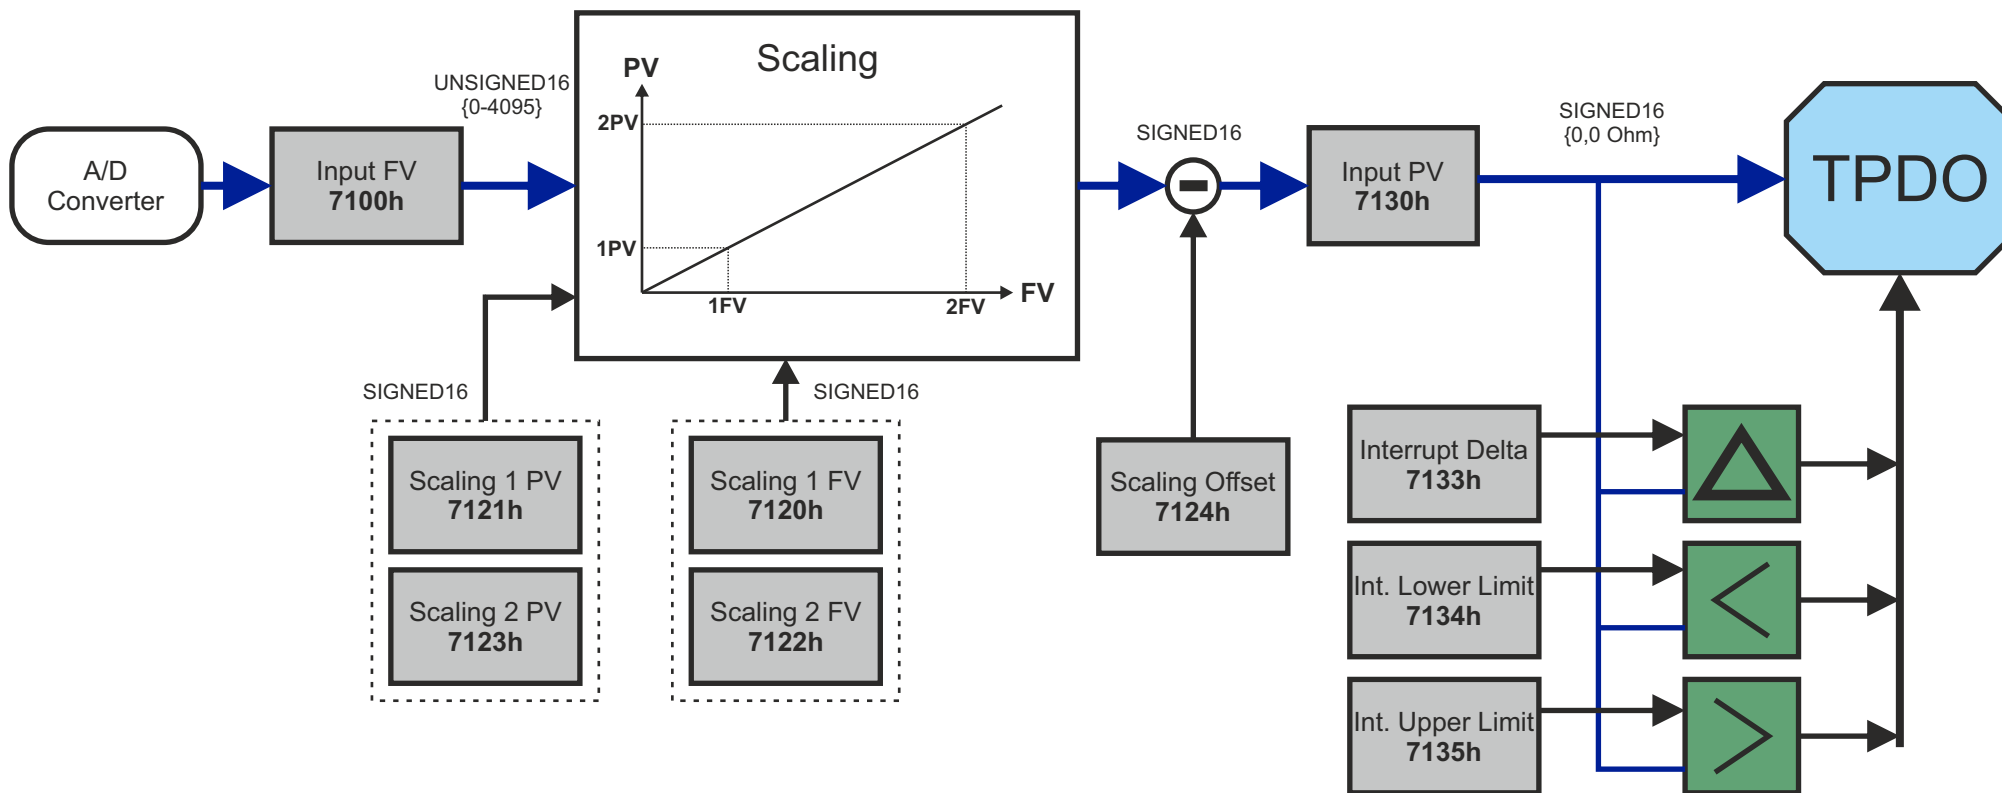 A/D
Converter
Input FV
7100h
UNSIGNED16
{0-4095}
Scaling
PV
2PV
1PV
1FV
2FV
FV
SIGNED16
Scaling 1 PV
7121h
Scaling 2 PV
7123h
SIGNED16
Scaling 1 FV
7120h
Scaling 2 FV
7122h
SIGNED16
Scaling Offset
7124h
Input PV
7130h
SIGNED16
{0,0 Ohm}
TPDO
Interrupt Delta
7133h
Int. Lower Limit
7134h
Int. Upper Limit
7135h